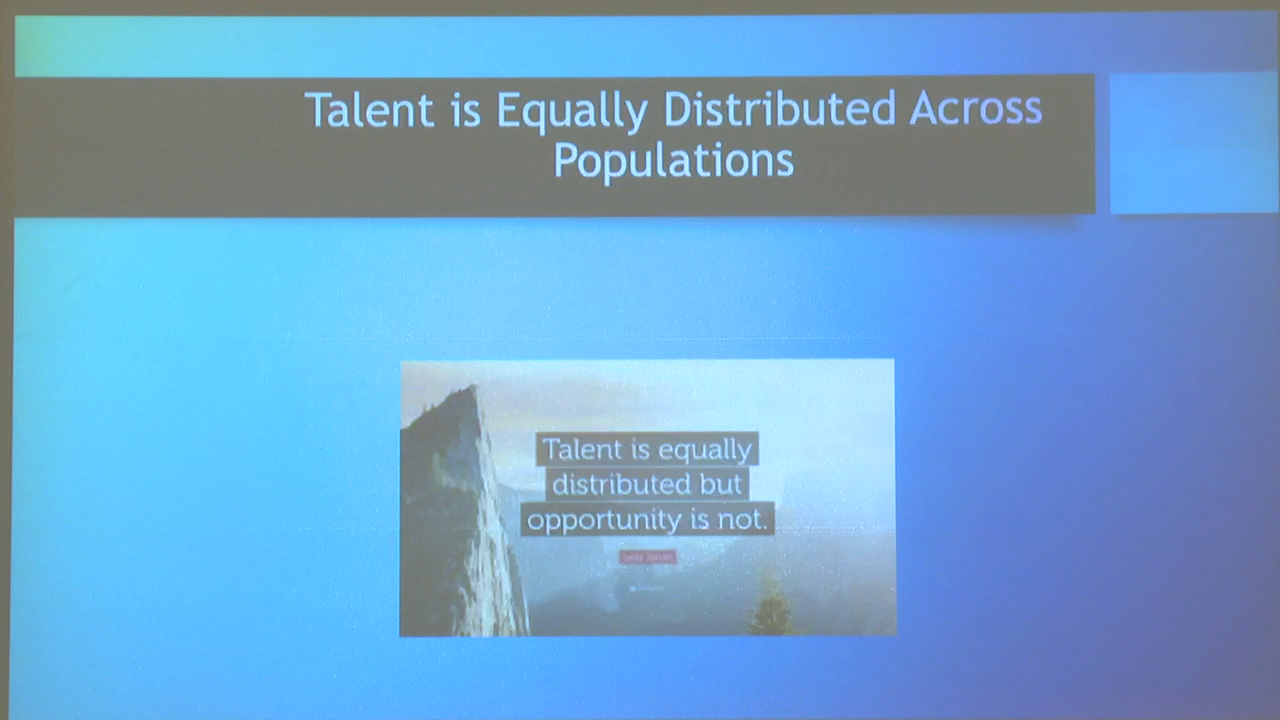 Talent is Equally Distributed Across
Populations
Talent is equally
distributed but
opportunity is not.